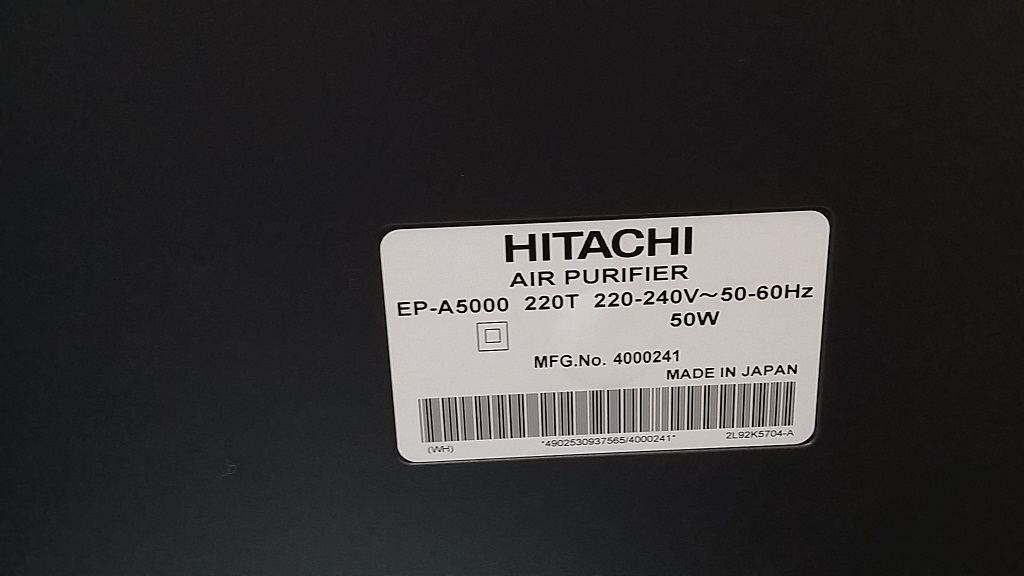 HITACHI
AIR PURIFIER
EP-A5000 220T 220-240V～50-60Hz
50W
MFG.No. 4000241
MADE IN JAPAN
(WH) *4902530937565/4000241* 2L92K5704-A